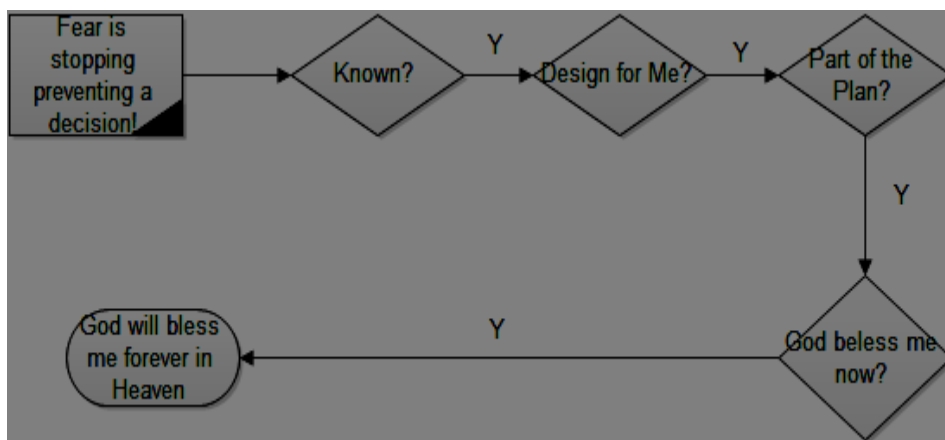 Fear is
stopping
preventing a
decision!
Known?
Y
Design for Me?
Y
Part of the
Plan?
Y
God beless me
now?
Y
God will bless
me forever in
Heaven